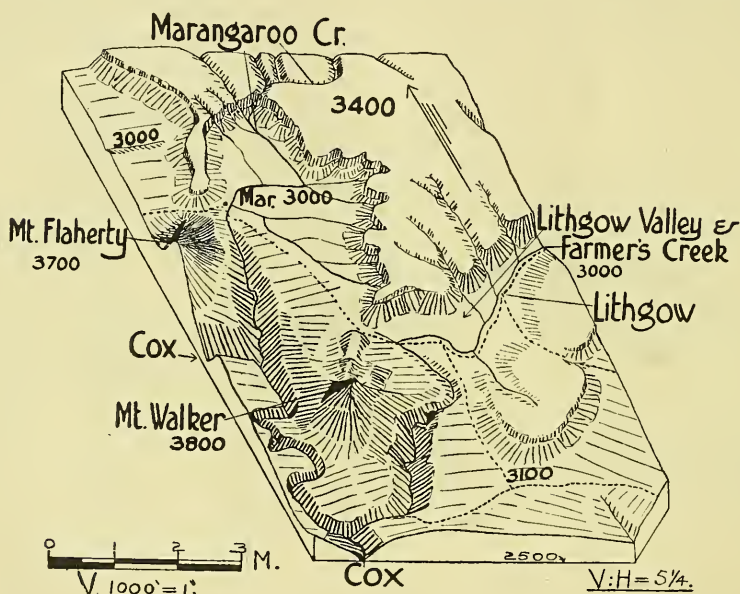 Marangaroo Cr.
3400
3000
Mar. 3000
Mt. Flaherty
3700
Lithgow Valley &
Farmer's Creek
3000
Lithgow
Cox
Mt. Walker
3800
3100
0 1 2 3 M.
V. 1000' = 1".
Cox
2500
V:H = 5¼.